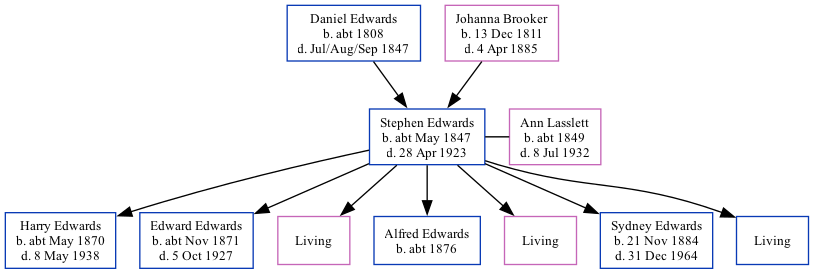 Daniel Edwards
b. abt 1808
d. Jul/Aug/Sep 1847
Johanna Brooker
b. 13 Dec 1811
d. 4 Apr 1885
Stephen Edwards
b. abt May 1847
d. 28 Apr 1923
Ann Lasslett
b. abt 1849
d. 8 Jul 1932
Harry Edwards
b. abt May 1870
d. 8 May 1938
Edward Edwards
b. abt Nov 1871
d. 5 Oct 1927
Living
Alfred Edwards
b. abt 1876
Living
Sydney Edwards
b. 21 Nov 1884
d. 31 Dec 1964
Living